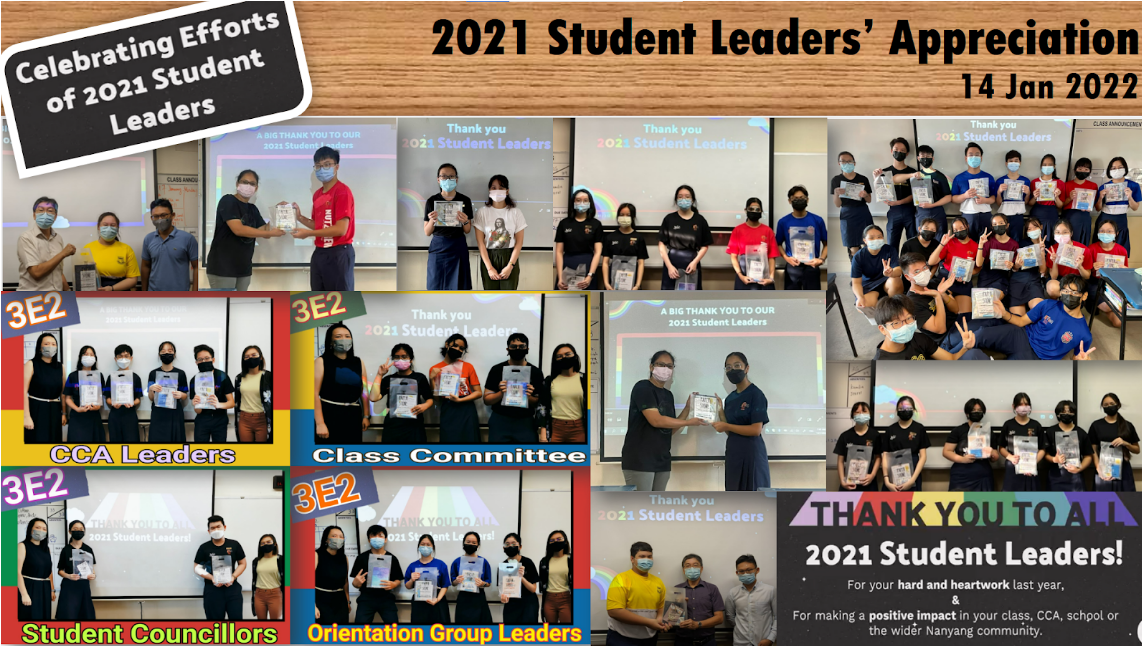 Celebrating Efforts
of 2021 Student
Leaders
2021 Student Leaders’ Appreciation
14 Jan 2022
A BIG THANK YOU TO OUR
2021 Student Leaders
Thank you
2021 Student Leaders
Thank you
2021 Student Leaders
Thank you
2021 Student Leaders
CLASS ANNOUNCEMEN
CLASS ANNOU
3E2
A BIG THANK YOU TO OUR
2021 Student Leaders
CCA Leaders
3E2
Thank you
2021 Student Leaders
Class Committee
A BIG THANK YOU TO OUR
2021 Student Leaders
3E2
THANK YOU TO ALL
2021 Student Leaders!
Student Councillors
3E2
THANK YOU TO ALL
2021 Student Leaders!
Orientation Group Leaders
Thank you
2021 Student Leaders
THANK YOU TO ALL
2021 Student Leaders!
For your hard and heartwork last year,
&
For making a positive impact in your class, CCA, school or
the wider Nanyang community.